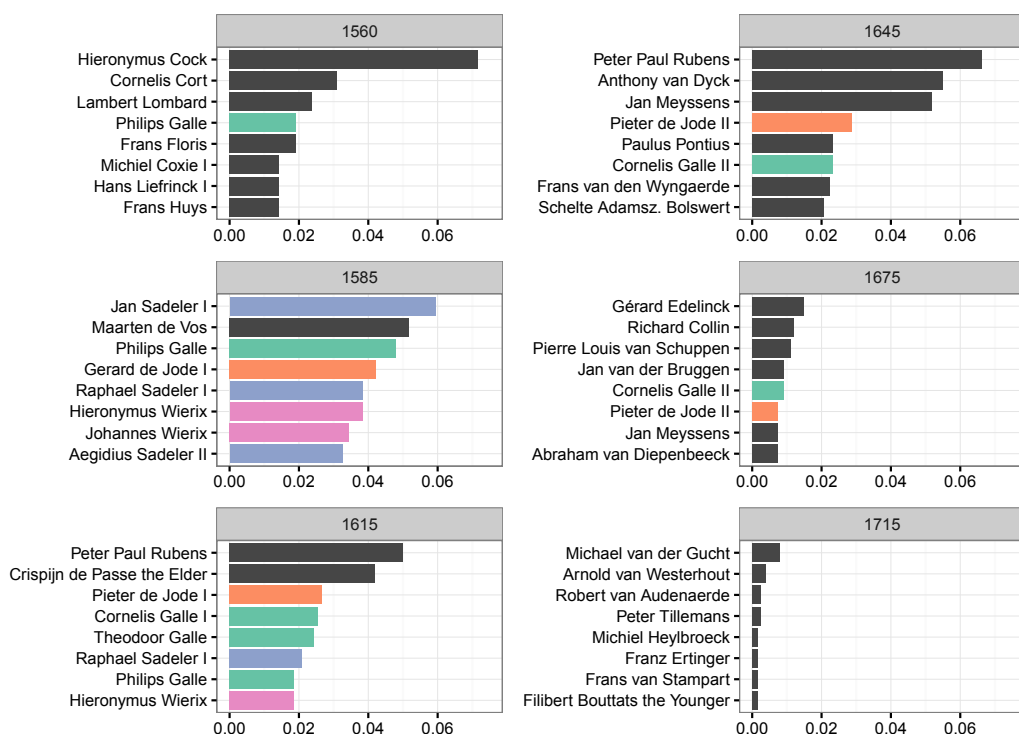 1560
Hieronymus Cock
Cornelis Cort
Lambert Lombard
Philips Galle
Frans Floris
Michiel Coxie I
Hans Liefrinck I
Frans Huys
0.00 0.02 0.04 0.06
1645
Peter Paul Rubens
Anthony van Dyck
Jan Meyssens
Pieter de Jode II
Paulus Pontius
Cornelis Galle II
Frans van den Wyngaerde
Schelte Adamsz. Bolswert
0.00 0.02 0.04 0.06
1585
Jan Sadeler I
Maarten de Vos
Philips Galle
Gerard de Jode I
Raphael Sadeler I
Hieronymus Wierix
Johannes Wierix
Aegidius Sadeler II
0.00 0.02 0.04 0.06
1675
Gérard Edelinck
Richard Collin
Pierre Louis van Schuppen
Jan van der Bruggen
Cornelis Galle II
Pieter de Jode II
Jan Meyssens
Abraham van Diepenbeeck
0.00 0.02 0.04 0.06
1615
Peter Paul Rubens
Crispijn de Passe the Elder
Pieter de Jode I
Cornelis Galle I
Theodoor Galle
Raphael Sadeler I
Philips Galle
Hieronymus Wierix
0.00 0.02 0.04 0.06
1715
Michael van der Gucht
Arnold van Westerhout
Robert van Audenaerde
Peter Tillemans
Michiel Heylbroeck
Franz Ertinger
Frans van Stampart
Filibert Bouttats the Younger
0.00 0.02 0.04 0.06